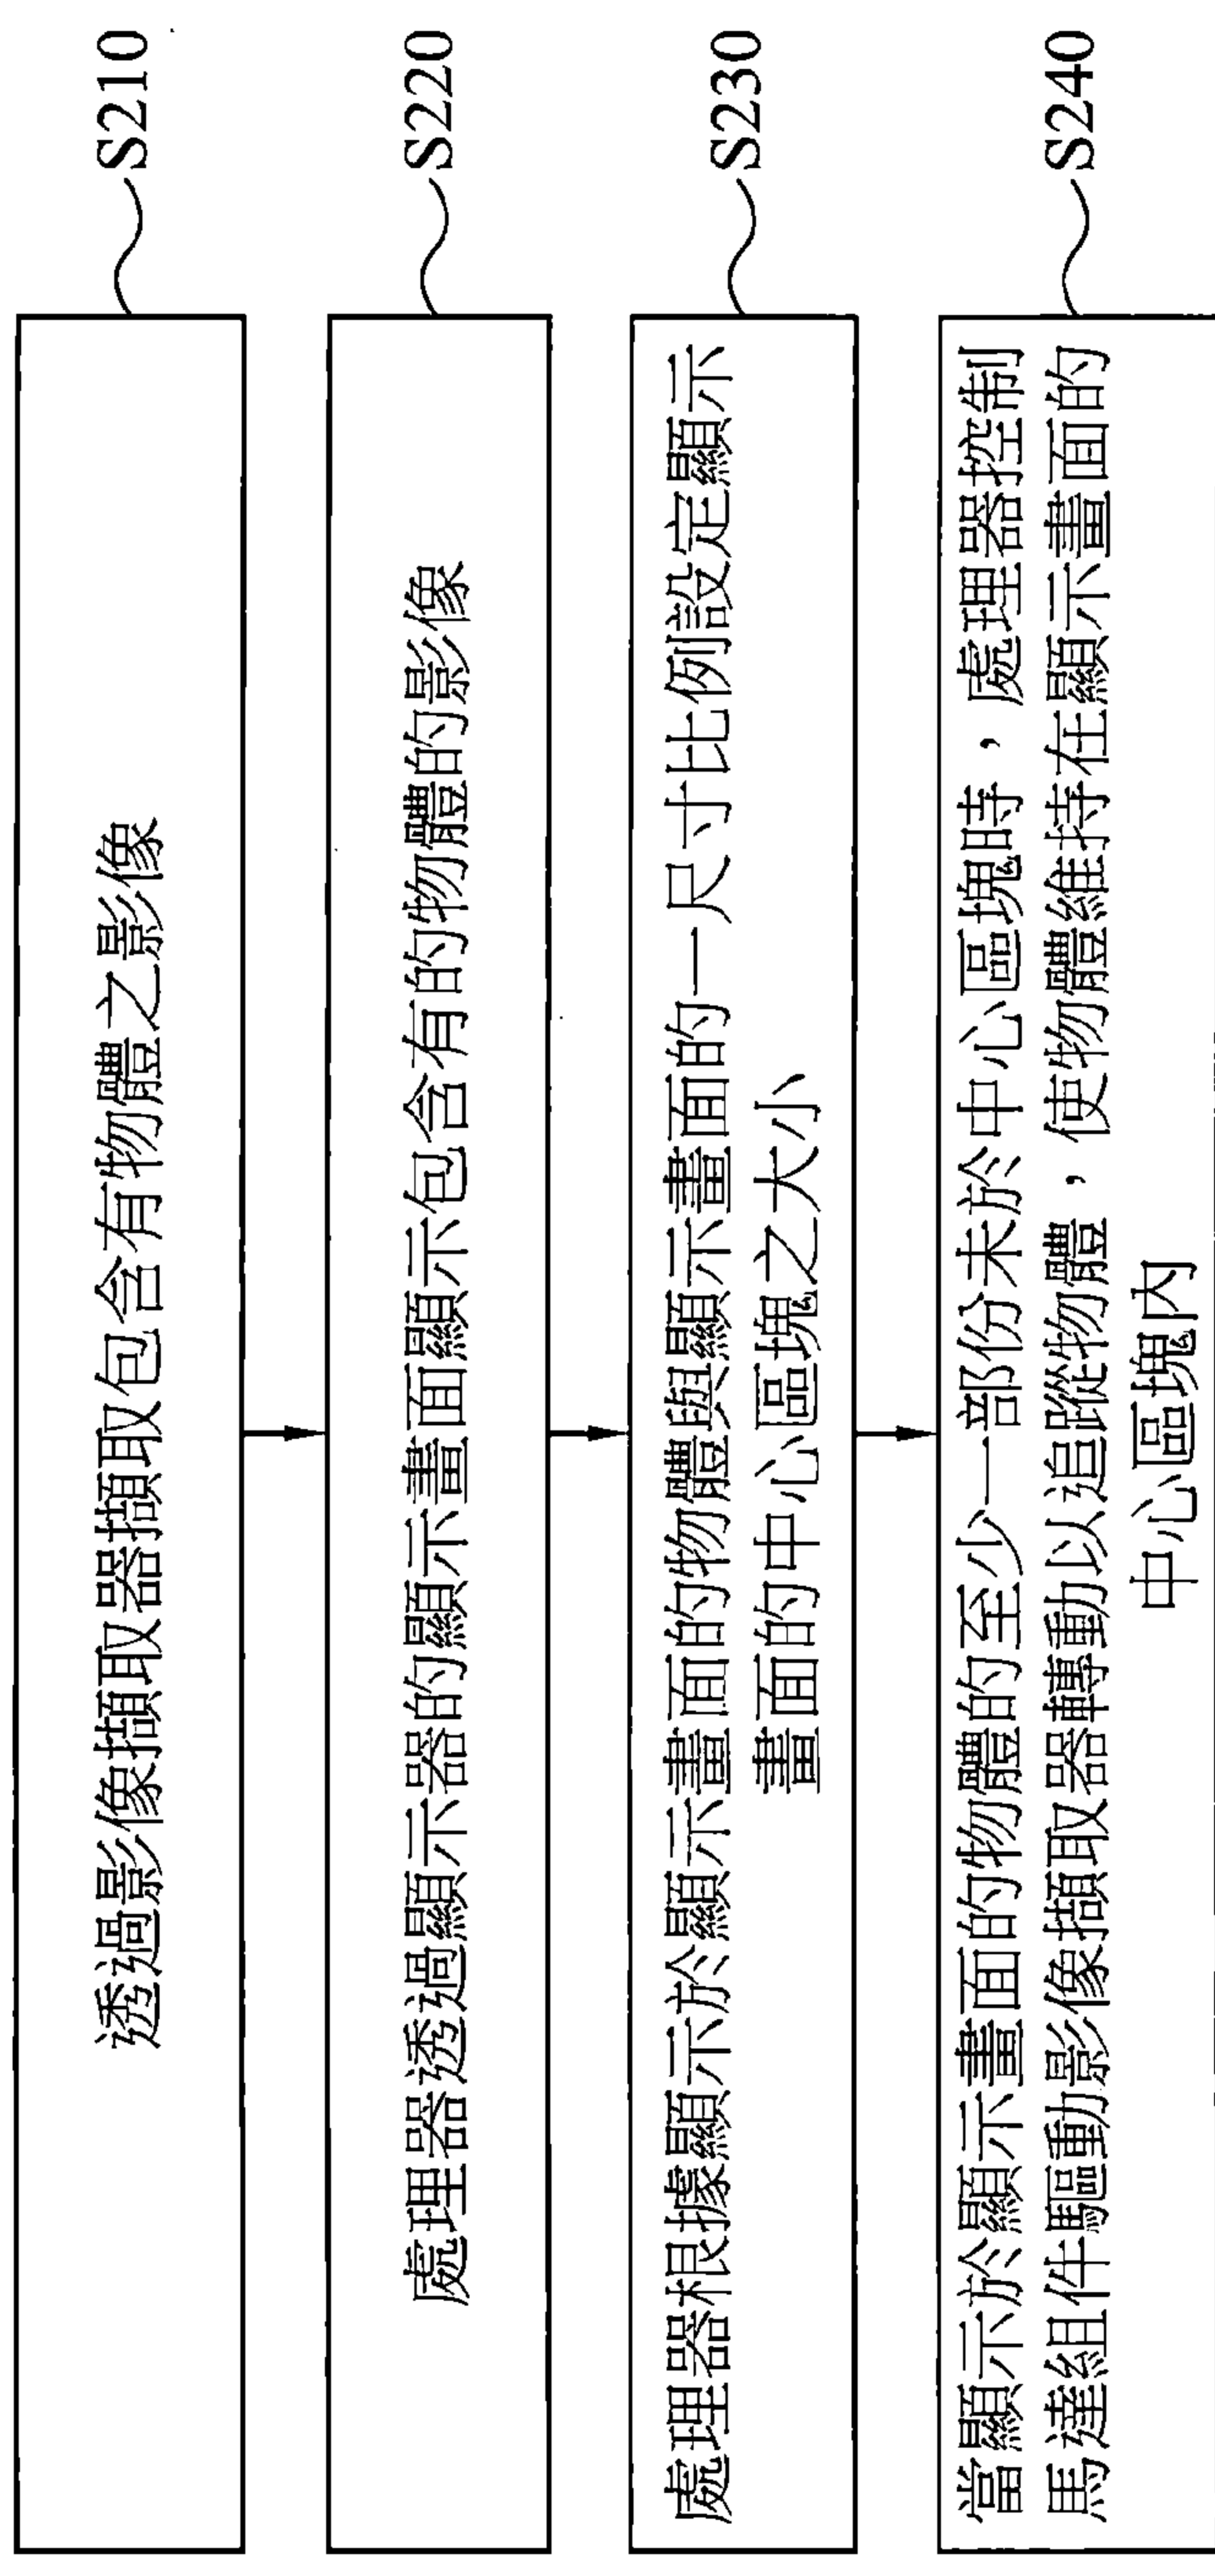 透過影像擷取器擷取包含有物體之影像
S210
處理器透過顯示器的顯示畫面顯示包含有的物體的影像
S220
處理器根據顯示於顯示畫面的物體與顯示畫面的一尺寸比例設定顯示
畫面的中心區塊之大小
S230
當顯示於顯示畫面的物體的至少一部份未於中心區塊時，處理器控制
馬達組件驅動影像擷取器轉動以追蹤物體，使物體維持在顯示畫面的
中心區塊內
S240